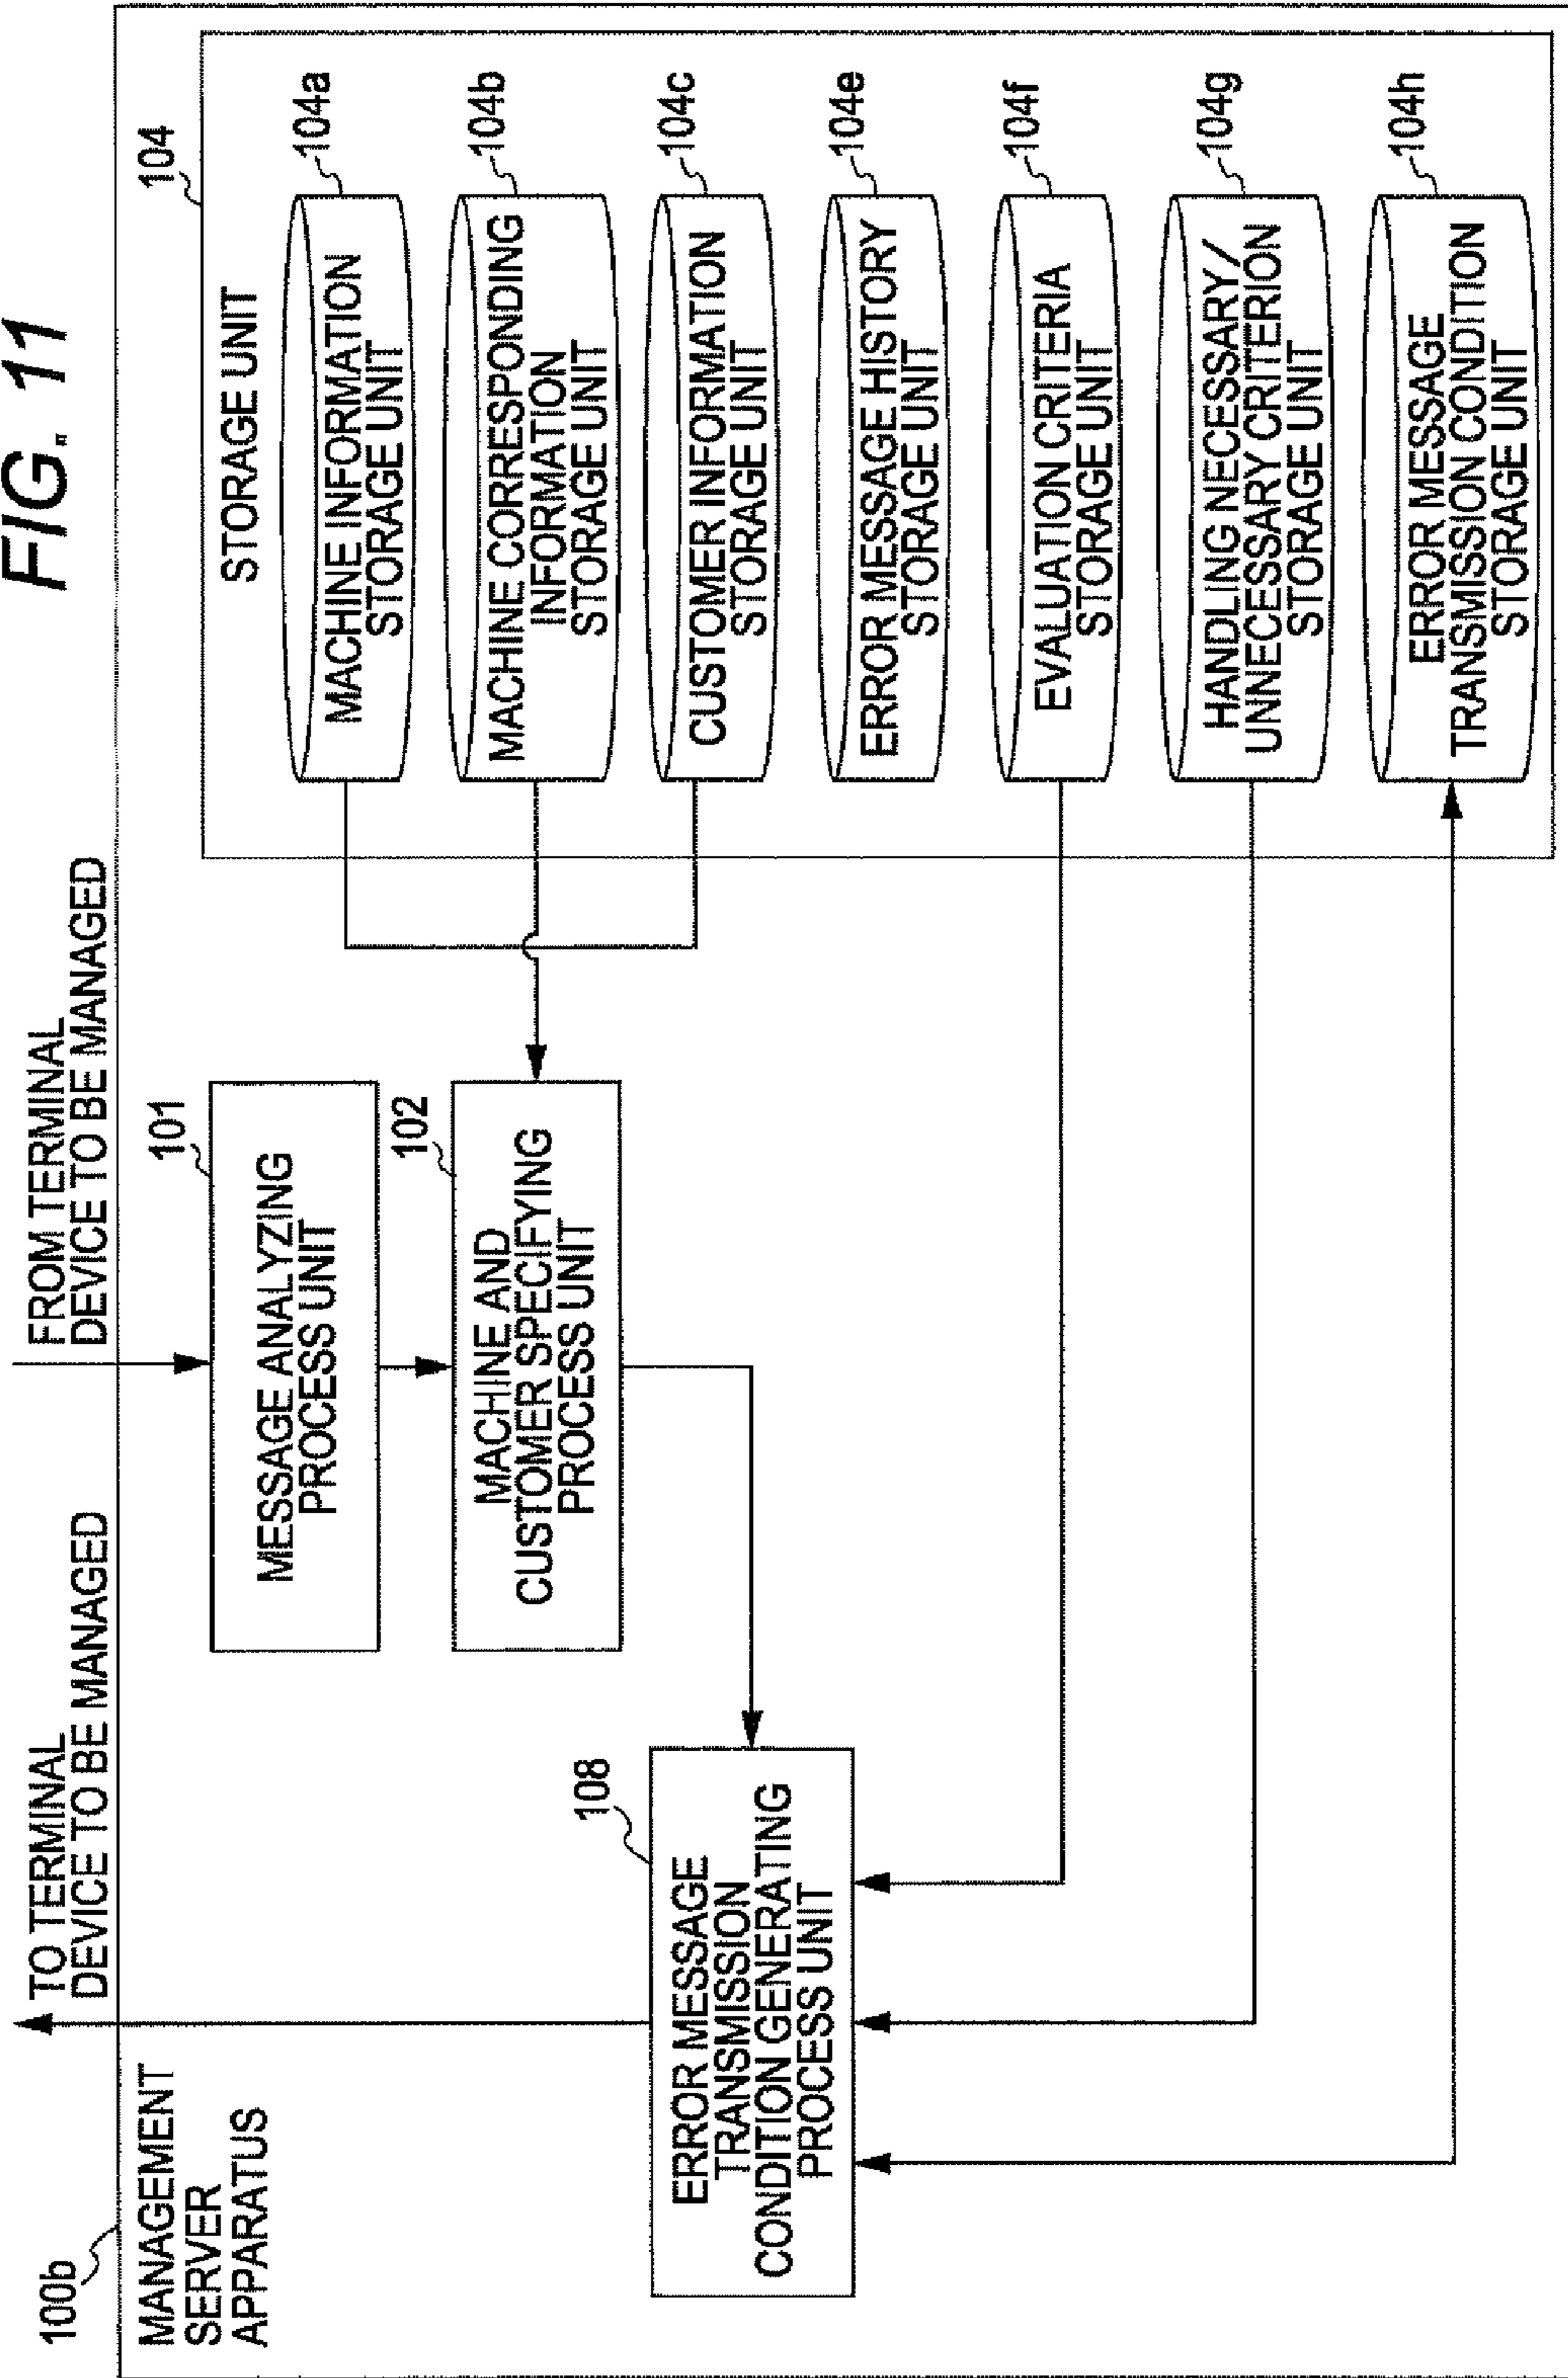 FIG. 11
100b
MANAGEMENT
SERVER
APPARATUS
TO TERMINAL
DEVICE TO BE MANAGED
FROM TERMINAL
DEVICE TO BE MANAGED
101
MESSAGE ANALYZING
PROCESS UNIT
102
MACHINE AND
CUSTOMER SPECIFYING
PROCESS UNIT
108
ERROR MESSAGE
TRANSMISSION
CONDITION GENERATING
PROCESS UNIT
104
STORAGE UNIT
104a
MACHINE INFORMATION
STORAGE UNIT
104b
MACHINE CORRESPONDING
INFORMATION
STORAGE UNIT
104c
CUSTOMER INFORMATION
STORAGE UNIT
104e
ERROR MESSAGE HISTORY
STORAGE UNIT
104f
EVALUATION CRITERIA
STORAGE UNIT
104g
HANDLING NECESSARY/
UNNECESSARY CRITERION
STORAGE UNIT
104h
ERROR MESSAGE
TRANSMISSION CONDITION
STORAGE UNIT